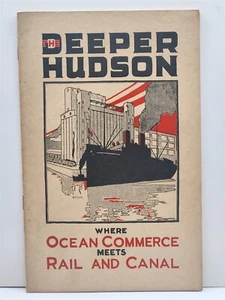 THE DEEPER
HUDSON
WHERE
OCEAN COMMERCE
MEETS
RAIL AND CANAL